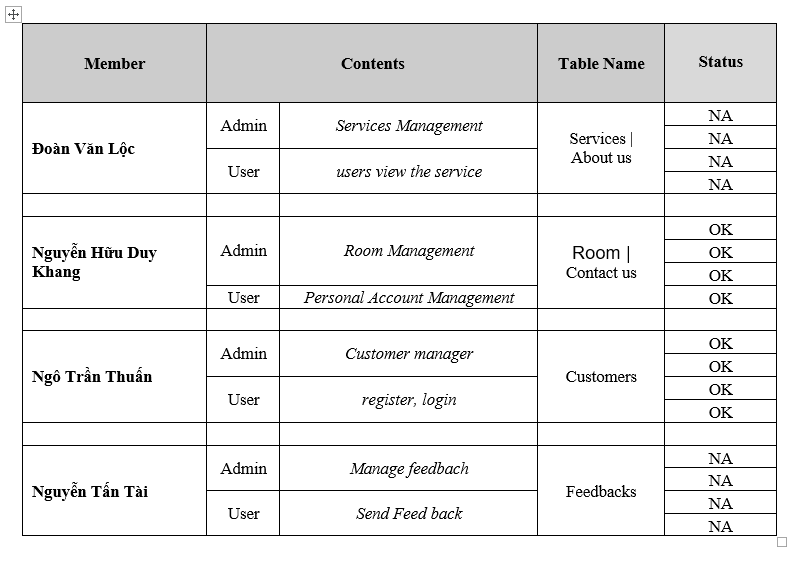 Member Contents Table Name Status
Đoàn Văn Lộc Admin Services Management Services | About us NA
NA
User users view the service NA
NA
Nguyễn Hữu Duy Khang Admin Room Management Room | Contact us OK
OK
OK
User Personal Account Management OK
Ngô Trần Thuấn Admin Customer manager Customers OK
OK
User register, login OK
OK
Nguyễn Tấn Tài Admin Manage feedbach Feedbacks NA
NA
User Send Feed back NA
NA